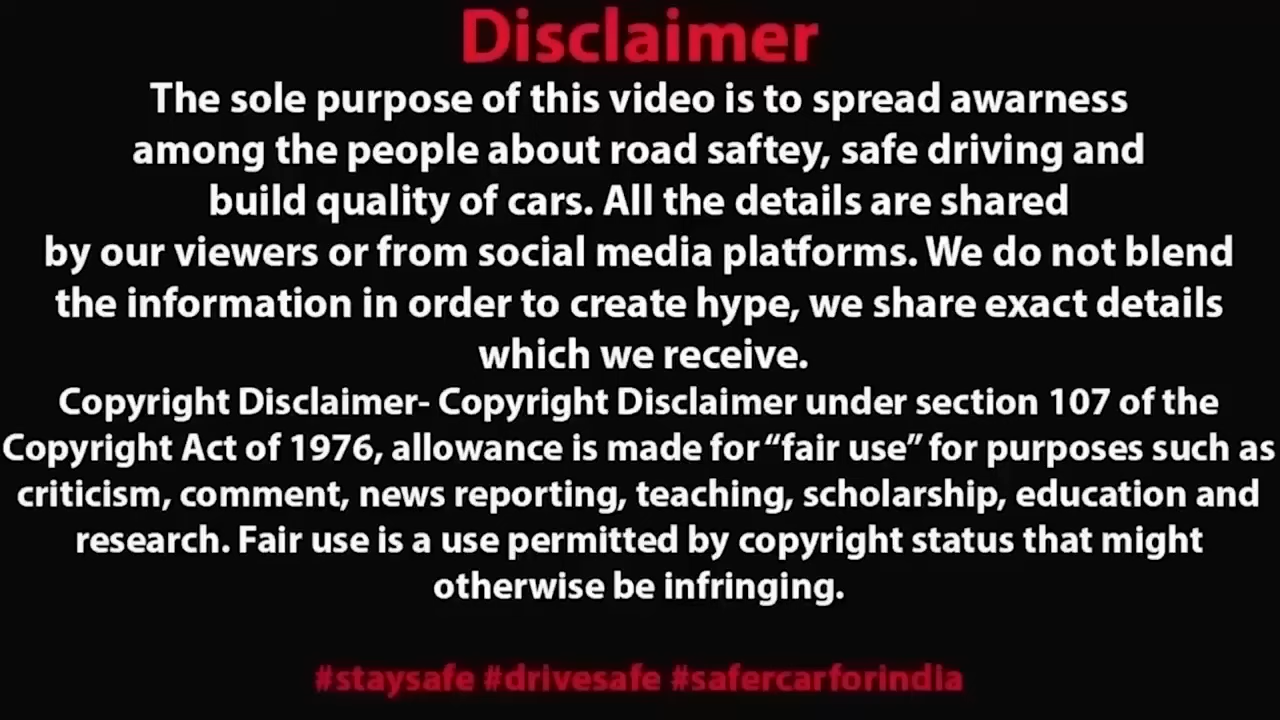 Disclaimer
The sole purpose of this video is to spread awarness
among the people about road saftey, safe driving and
build quality of cars. All the details are shared
by our viewers or from social media platforms. We do not blend
the information in order to create hype, we share exact details
which we receive.
Copyright Disclaimer- Copyright Disclaimer under section 107 of the
Copyright Act of 1976, allowance is made for “fair use” for purposes such as
criticism, comment, news reporting, teaching, scholarship, education and
research. Fair use is a use permitted by copyright status that might
otherwise be infringing.
#staysafe #drivesafe #safercarforindia